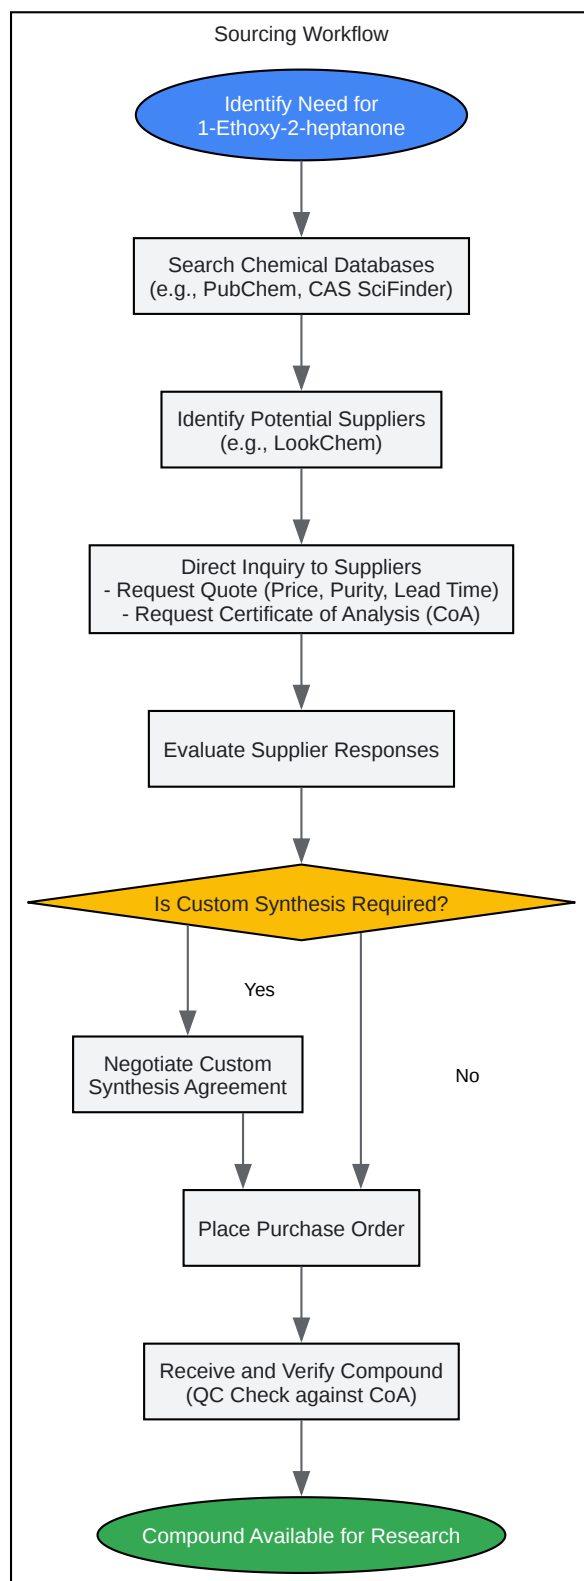 Sourcing Workflow
Identify Need for
1-Ethoxy-2-heptanone
Search Chemical Databases
(e.g., PubChem, CAS SciFinder)
Identify Potential Suppliers
(e.g., LookChem)
Direct Inquiry to Suppliers
- Request Quote (Price, Purity, Lead Time)
- Request Certificate of Analysis (CoA)
Evaluate Supplier Responses
Is Custom Synthesis Required?
Yes
Negotiate Custom
Synthesis Agreement
No
Place Purchase Order
Receive and Verify Compound
(QC Check against CoA)
Compound Available for Research